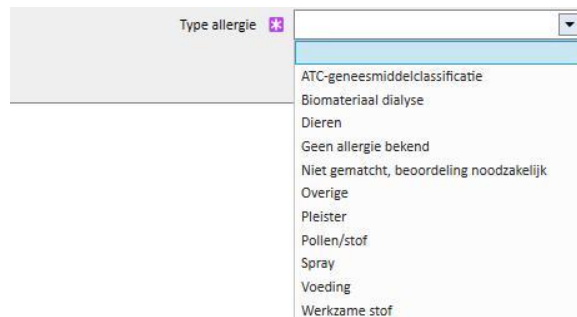 Type allergie
ATC-geneesmiddelclassificatie
Biomateriaal dialyse
Dieren
Geen allergie bekend
Niet gematcht, beoordeling noodzakelijk
Overige
Pleister
Pollen/stof
Spray
Voeding
Werkzame stof